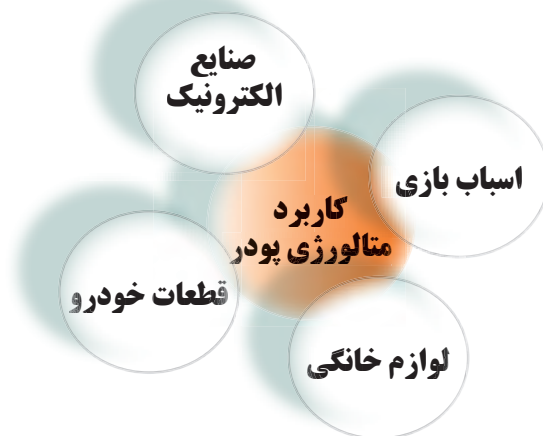 صنایع
الکترونیک
اسباب بازی
کاربرد
متالورژی پودر
قطعات خودرو
لوازم خانگی